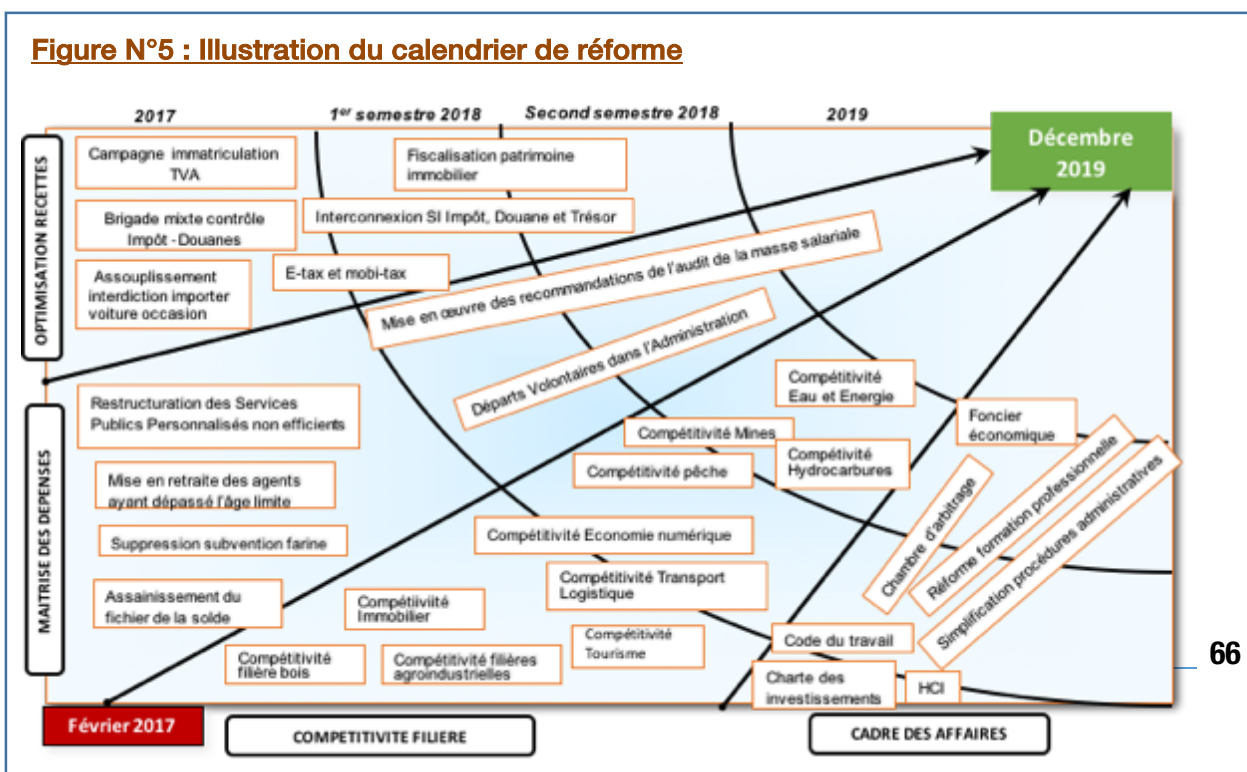 Figure N°5 : Illustration du calendrier de réforme
2017
1er semestre 2018
Second semestre 2018
2019
Décembre
2019
OPTIMISATION RECETTES
Campagne immatriculation
TVA
Fiscalisation patrimoine
immobilier
Brigade mixte contrôle
Impôt - Douanes
Interconnexion SI Impôt, Douane et Trésor
Assouplissement
interdiction importer
voiture occasion
E-tax et mobi-tax
Mise en œuvre des recommandations de l'audit de la masse salariale
Départs Volontaires dans l'Administration
MAITRISE DES DEPENSES
Restructuration des Services
Publics Personnalisés non efficients
Mise en retraite des agents
ayant dépassé l'âge limite
Suppression subvention farine
Assainissement du
fichier de la solde
Compétitivité
Eau et Energie
Foncier
économique
Compétitivité Mines
Compétitivité pêche
Compétivité
Hydrocarbures
Compétitivité Economie numérique
Compétitivité Transport
Logistique
Compétiiviité
Immobilier
Compétitivité
Tourisme
Compétitivité
filière bois
Compétitivité filières
agroindustrielles
Chambre d'arbitrage
Réforme formation professionnelle
Simplification procédures administratives
Code du travail
Charte des
investissements
HCI
66
Février 2017
COMPETITIVITE FILIERE
CADRE DES AFFAIRES